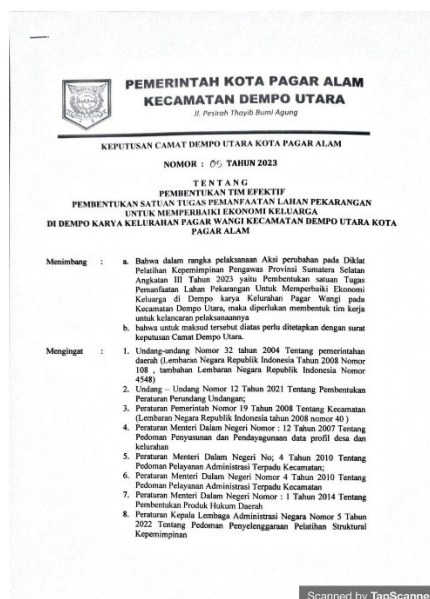 PEMERINTAH KOTA PAGAR ALAM
KECAMATAN DEMPO UTARA
Jl. Pesirah Thayib Bumi Agung
KEPUTUSAN CAMAT DEMPO UTARA KOTA PAGAR ALAM
NOMOR : 05 TAHUN 2023
T E N T A N G
PEMBENTUKAN TIM EFEKTIF
PEMBENTUKAN SATUAN TUGAS PEMANFAATAN LAHAN PEKARANGAN
UNTUK MEMPERBAIKI EKONOMI KELUARGA
DI DEMPO KARYA KELURAHAN PAGAR WANGI KECAMATAN DEMPO UTARA KOTA
PAGAR ALAM
Menimbang : a. Bahwa dalam rangka pelaksanaan Aksi perubahan pada Diklat
Pelatihan Kepemimpinan Pengawas Provinsi Sumatera Selatan
Angkatan III Tahun 2023 yaitu Pembentukan satuan Tugas
Pemanfaatan Lahan Pekarangan Untuk Memperbaiki Ekonomi
Keluarga di Dempo karya Kelurahan Pagar Wangi pada
Kecamatan Dempo Utara, maka diperlukan membentuk tim kerja
untuk kelancaran pelaksanaannya
b. bahwa untuk maksud tersebut diatas perlu ditetapkan dengan surat
keputusan Camat Dempo Utara.
Mengingat : 1. Undang-undang Nomor 32 tahun 2004 Tentang pemerintahan
daerah (Lembaran Negara Republik Indonesia Tahun 2008 Nomor
108 , tambahan Lembaran Negara Republik Indonesia Nomor
4548)
2. Undang – Undang Nomor 12 Tahun 2021 Tentang Pembentukan
Peraturan Perundang Undangan;
3. Peraturan Pemerintah Nomor 19 Tahun 2008 Tentang Kecamatan
(Lembaran Negara Republik Indonesia tahun 2008 nomor 40 )
4. Peraturan Menteri Dalam Negeri Nomor : 12 Tahun 2007 Tentang
Pedoman Penyusunan dan Pendayagunaan data profil desa dan
kelurahan
5. Peraturan Menteri Dalam Negeri No; 4 Tahun 2010 Tentang
Pedoman Pelayanan Administrasi Terpadu Kecamatan;
6. Peraturan Menteri Dalam Negeri Nomor 4 Tahun 2010 Tentang
Pedoman Pelayanan Administrasi Terpadu Kecamatan
7. Peraturan Menteri Dalam Negeri Nomor : 1 Tahun 2014 Tentang
Pembentukan Produk Hukum Daerah
8. Peraturan Kepala Lembaga Administrasi Negara Nomor 5 Tahun
2022 Tentang Pedoman Penyelenggaraan Pelatihan Struktural
Kepemimpinan
Scanned by TapScanner